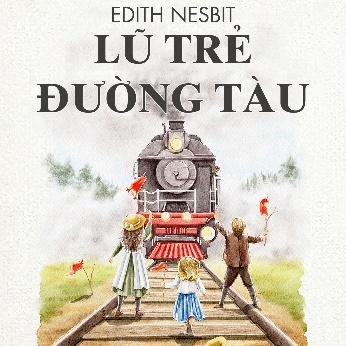 EDITH NESBIT
LŨ TRẺ
ĐƯỜNG TÀU